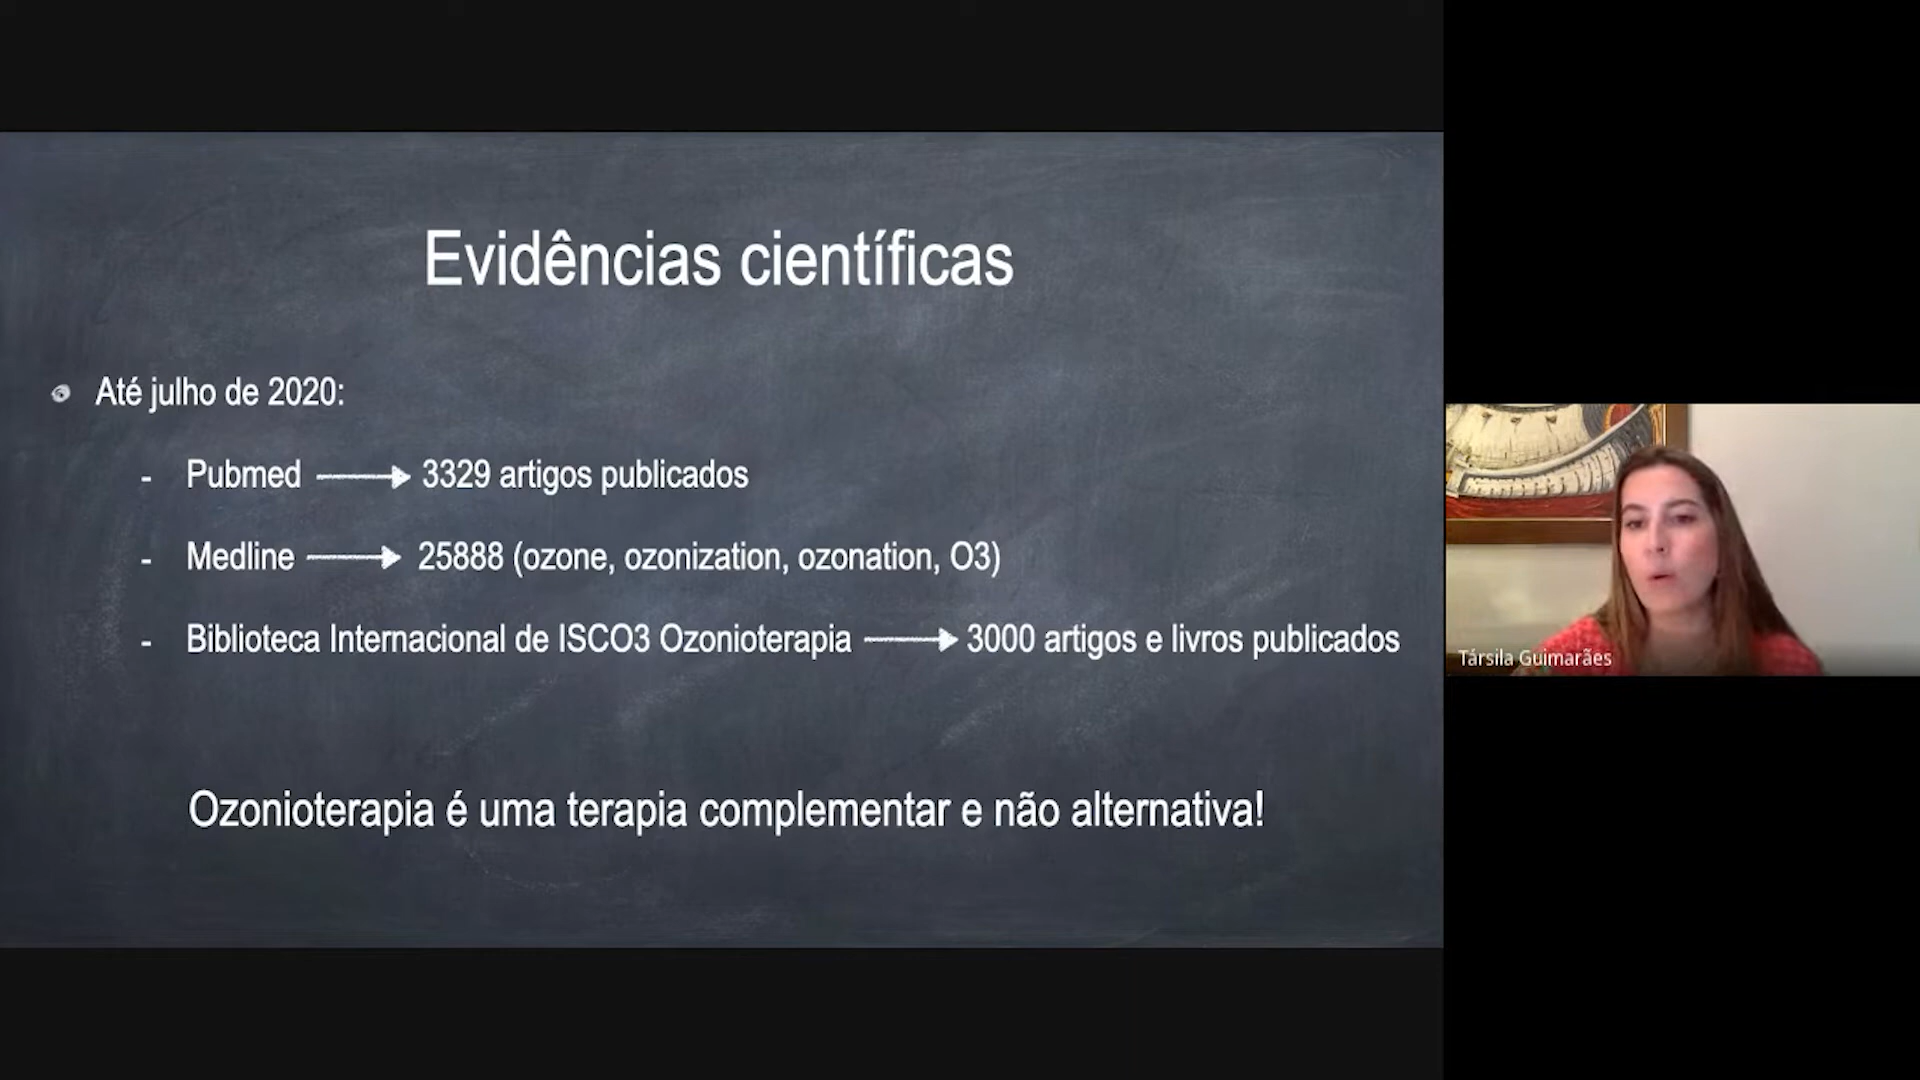 Evidências científicas
Até julho de 2020:
- Pubmed → 3329 artigos publicados
- Medline → 25888 (ozone, ozonization, ozonation, O3)
- Biblioteca Internacional de ISCO3 Ozonioterapia → 3000 artigos e livros publicados
Ozonioterapia é uma terapia complementar e não alternativa!
Társila Guimarães